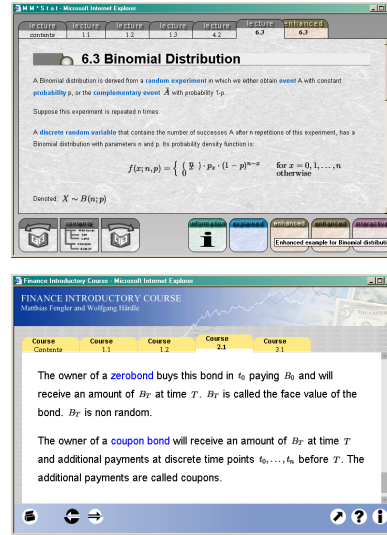 M M * S t a t - Microsoft Internet Explorer
lecture contents
lecture 1.1
lecture 1.2
lecture 1.3
lecture 4.2
lecture 6.3
enhanced 6.3
6.3 Binomial Distribution
A Binomial distribution is derived from a random experiment in which we either obtain event A with constant
probability p, or the complementary event Ā with probability 1-p.
Suppose this experiment is repeated n times.
A discrete random variable that contains the number of successes A after n repetitions of this experiment, has a
Binomial distribution with parameters n and p. Its probability density function is:
f(x; n, p) = { (n x) · pₓ · (1 − p)ⁿ⁻ˣ for x = 0, 1, . . . , n
0 otherwise
Denoted: X ∼ B(n; p)
contents
information
explained
enhanced
enhanced
interactive
Enhanced example for Binomial distributi
Finance Introductory Course - Microsoft Internet Explorer
FINANCE INTRODUCTORY COURSE
Matthias Fengler and Wolfgang Härdle
Course Contents
Course 1.1
Course 1.2
Course 2.1
Course 3.1
The owner of a zerobond buys this bond in t₀ paying B₀ and will
receive an amount of B_T at time T. B_T is called the face value of the
bond. B_T is non random.
The owner of a coupon bond will receive an amount of B_T at time T
and additional payments at discrete time points t₀, . . . , tₙ before T. The
additional payments are called coupons.